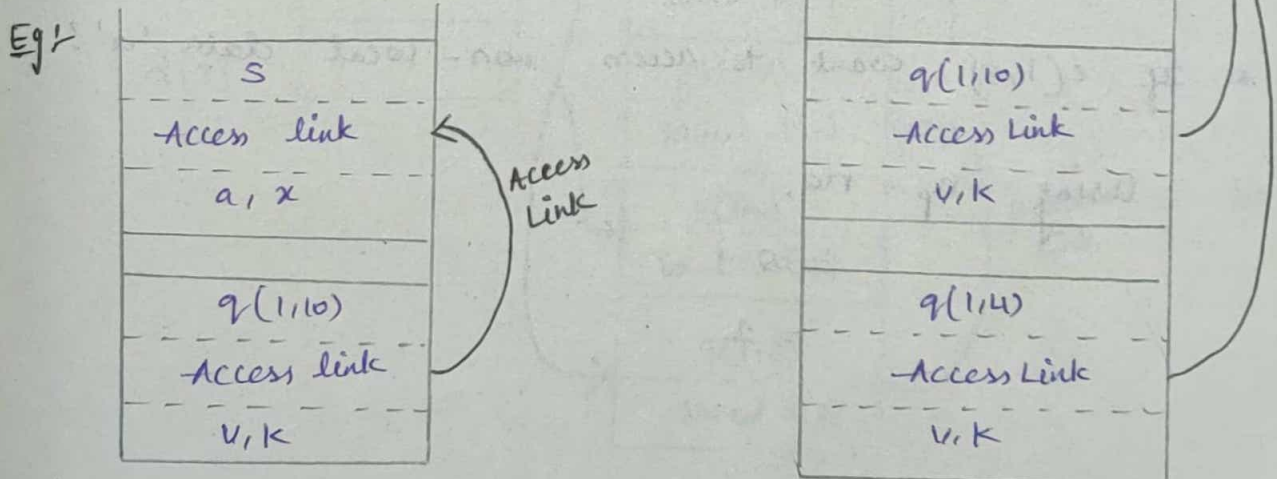 Eg:-
S
Access link
a, x
q(1,10)
Access link
v, k
Access
Link
q(1,10)
Access Link
v, k
q(1,4)
Access Link
v, k